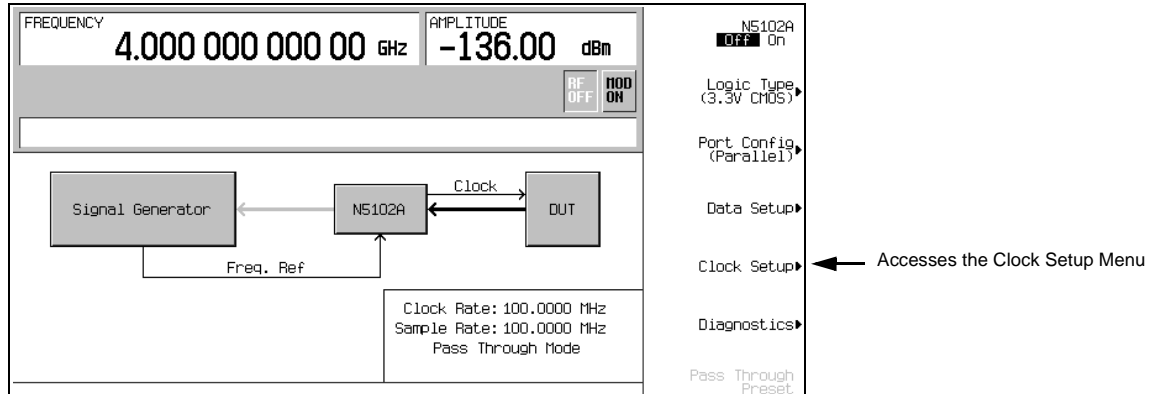 FREQUENCY
4.000 000 000 00 GHz
AMPLITUDE
-136.00 dBm
RF
OFF
MOD
ON
Signal Generator
N5102A
Clock
DUT
Freq. Ref
Clock Rate: 100.0000 MHz
Sample Rate: 100.0000 MHz
Pass Through Mode
N5102A
Off On
Logic Type
(3.3V CMOS)
Port Config
(Parallel)
Data Setup
Clock Setup
Accesses the Clock Setup Menu
Diagnostics
Pass Through
Preset